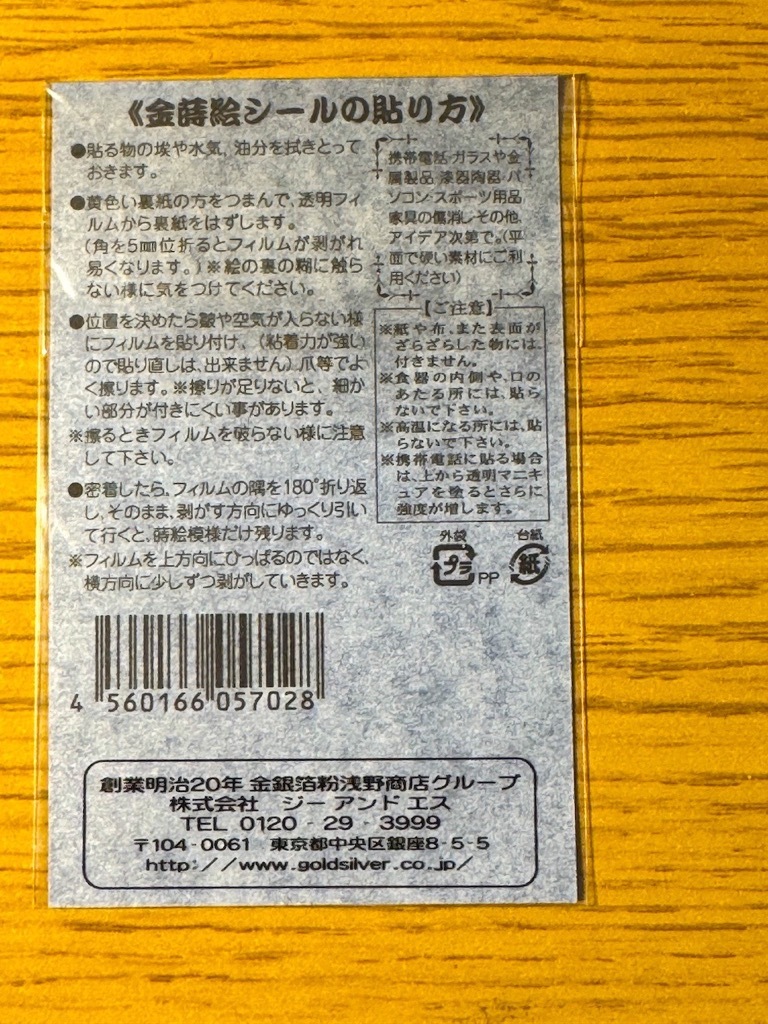 《金蒔絵シールの貼り方》
●貼る物の埃や水気,油分を拭きとって
おきます。
●黄色い裏紙の方をつまんで,透明フィ
ルムから裏紙をはずします。
(角を5㎜位折るとフィルムが剥がれ
易くなります。)※絵の裏の糊に触ら
ない様に気をつけてください。
●位置を決めたら皺や空気が入らない様
にフィルムを貼り付け、(粘着力が強い
ので貼り直しは、出来ません)爪等でよ
く擦ります。※擦りが足りないと、細か
い部分が付きにくい事があります。
※擦るときフィルムを破らない様に注意
して下さい。
●密着したら,フィルムの隅を180°折り返
し,そのまま,剥がす方向にゆっくり引い
て行くと,蒔絵模様だけ残ります。
※フィルムを上方向にひっぱるのではなく,
横方向に少しずつ剥がしていきます。
携帯電話・ガラスや金
属製品・漆器陶器・パ
ソコン・スポーツ用品
家具の傷消しその他、
アイデア次第で。(平
面で硬い素材にご利
用ください)
【ご注意】
※紙や布、また表面が
ざらざらした物には、
付きません。
※食器の内側や、口の
あたる所には、貼ら
ないで下さい。
※高温になる所には、貼
らないで下さい。
※携帯電話に貼る場合
は、上から透明マニキ
ュアを塗るとさらに
強度が増します。
外袋
プラ
PP
台紙
紙
4 560166 057028
創業明治20年 金銀箔粉浅野商店グループ
株式会社 ジー アンド エス
TEL 0120 - 29 - 3999
〒104-0061 東京都中央区銀座8-5-5
http://www.goldsilver.co.jp/